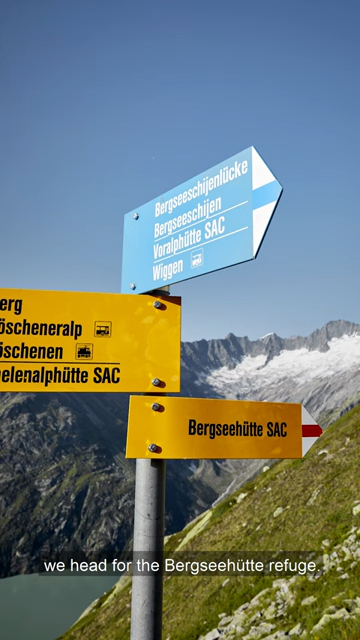 Bergseeschijenlücke
Bergseeschijen
Voralphütte SAC
Wiggen
erg
öscheneralp
öschenen
elenalphütte SAC
Bergseehütte SAC
we head for the Bergseehütte refuge.